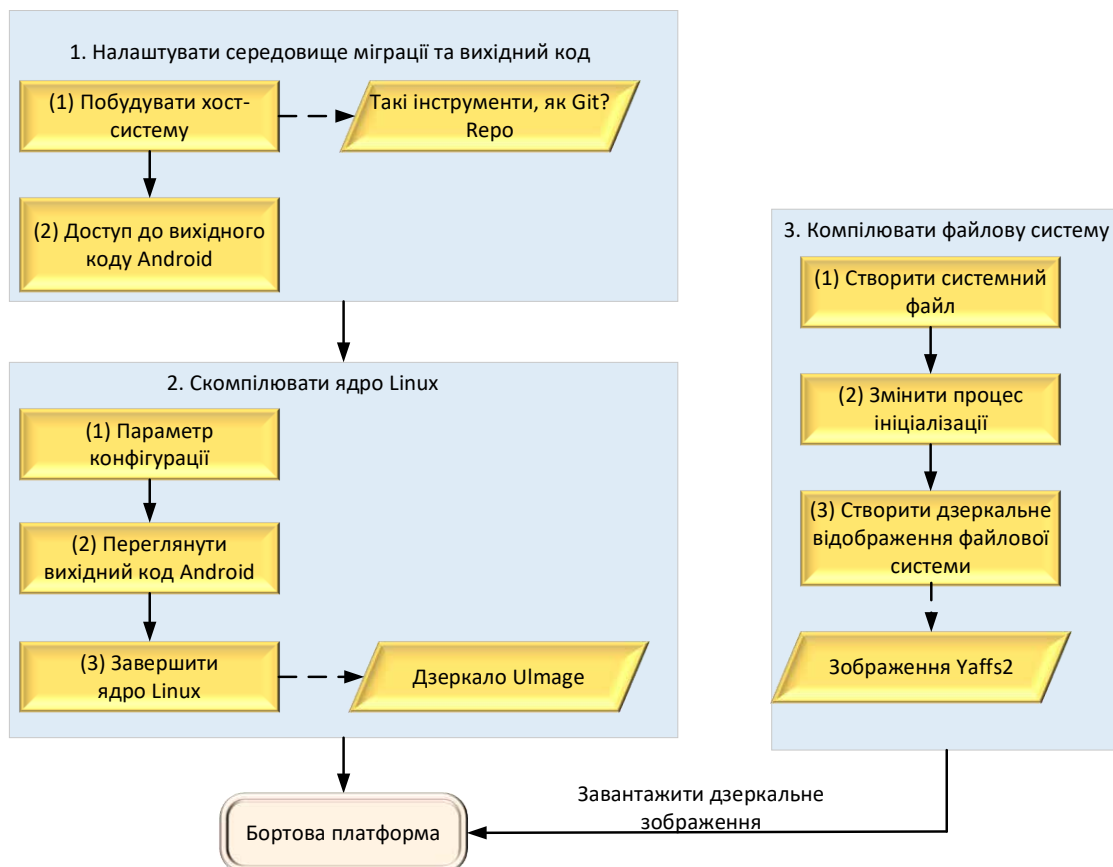 1. Налаштувати середовище міграції та вихідний код
(1) Побудувати хост-
систему
Такі інструменти, як Git?
Repo
(2) Доступ до вихідного
коду Android
2. Скомпілювати ядро Linux
(1) Параметр
конфігурації
(2) Переглянути
вихідний код Android
(3) Завершити
ядро Linux
Дзеркало Ulmage
3. Компілювати файлову систему
(1) Створити системний
файл
(2) Змінити процес
ініціалізації
(3) Створити дзеркальне
відображення файлової
системи
Зображення Yaffs2
Завантажити дзеркальне
зображення
Бортова платформа